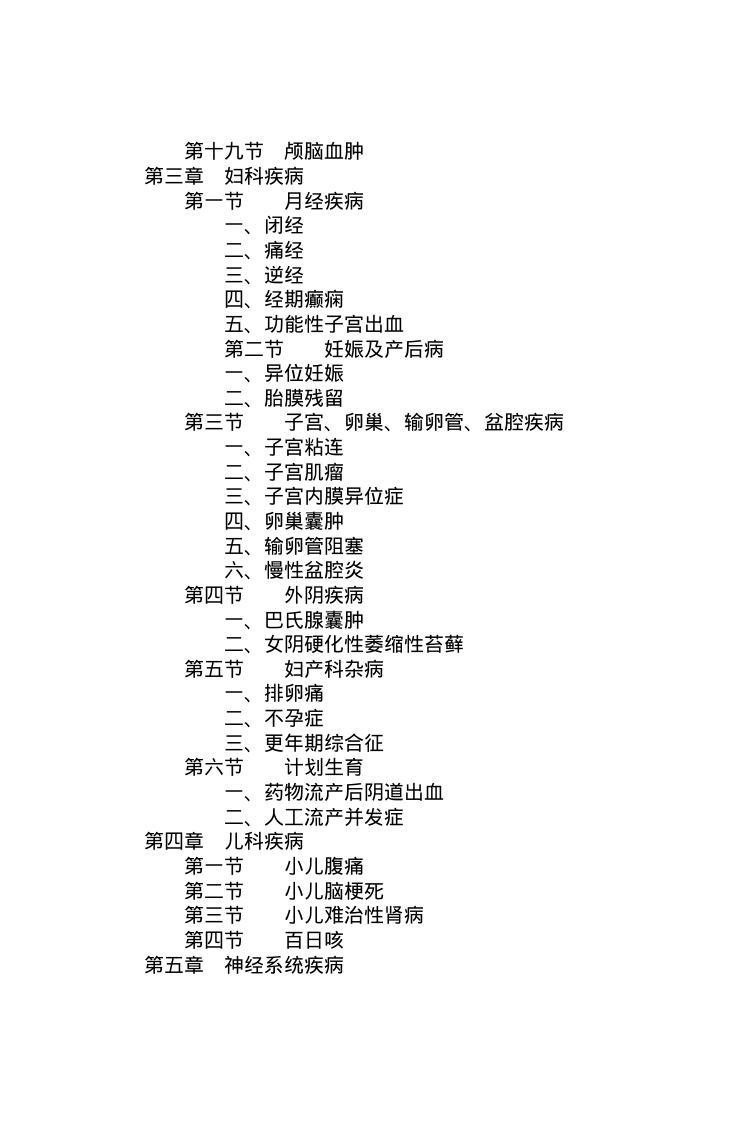 第十九节　颅脑血肿
第三章　妇科疾病
第一节　　月经疾病
一、闭经
二、痛经
三、逆经
四、经期癫痫
五、功能性子宫出血
第二节　　妊娠及产后病
一、异位妊娠
二、胎膜残留
第三节　　子宫、卵巢、输卵管、盆腔疾病
一、子宫粘连
二、子宫肌瘤
三、子宫内膜异位症
四、卵巢囊肿
五、输卵管阻塞
六、慢性盆腔炎
第四节　　外阴疾病
一、巴氏腺囊肿
二、女阴硬化性萎缩性苔藓
第五节　　妇产科杂病
一、排卵痛
二、不孕症
三、更年期综合征
第六节　　计划生育
一、药物流产后阴道出血
二、人工流产并发症
第四章　儿科疾病
第一节　　小儿腹痛
第二节　　小儿脑梗死
第三节　　小儿难治性肾病
第四节　　百日咳
第五章　神经系统疾病